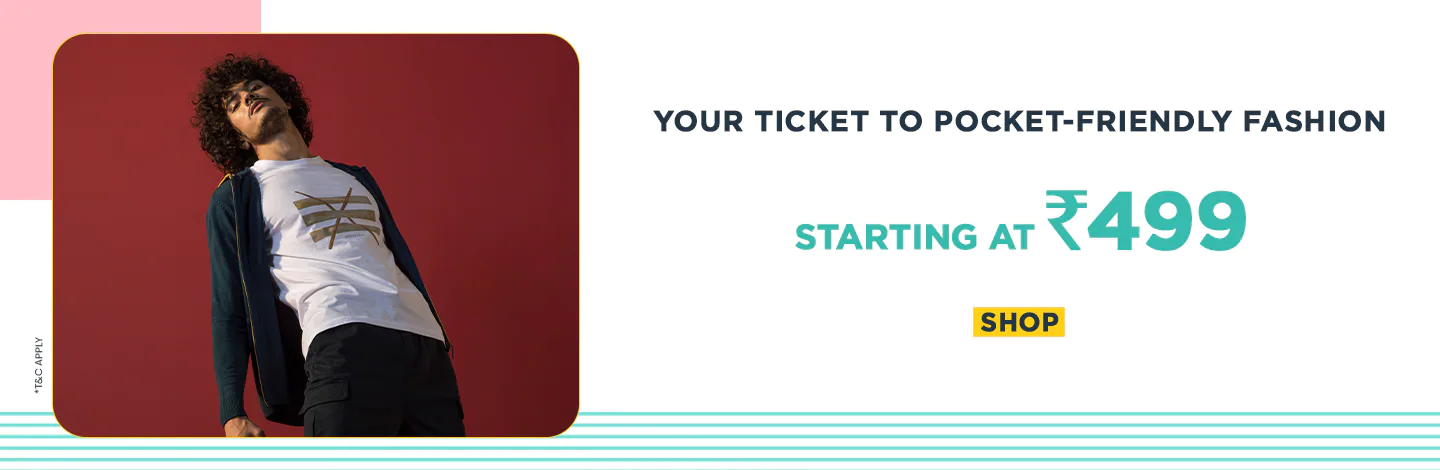 YOUR TICKET TO POCKET-FRIENDLY FASHION
STARTING AT ₹499
SHOP
*T&C APPLY